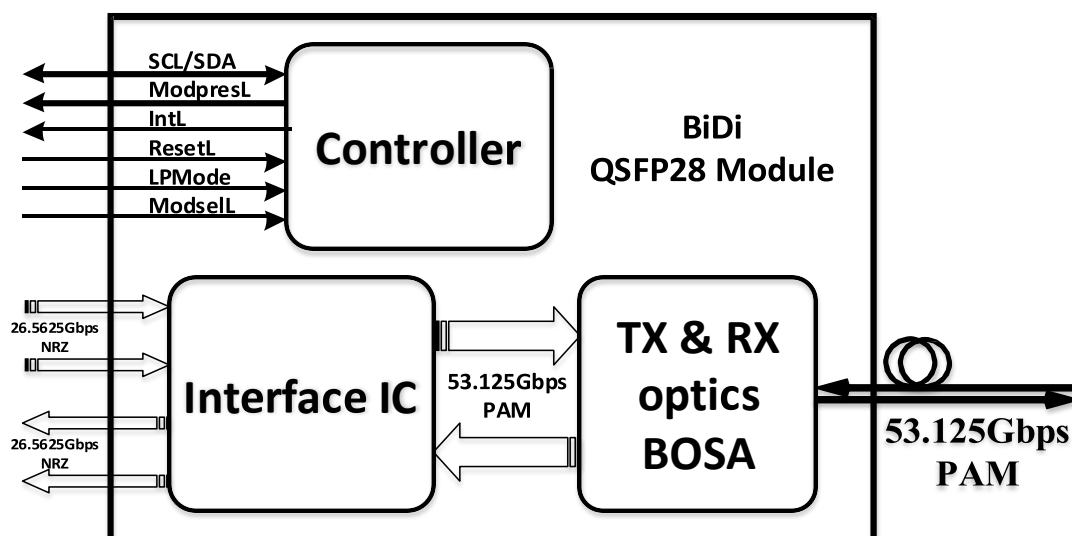 SCL/SDA
ModpresL
IntL
ResetL
LPMode
ModselL
Controller
BiDi
QSFP28 Module
26.5625Gbps
NRZ
26.5625Gbps
NRZ
Interface IC
53.125Gbps
PAM
TX & RX
optics
BOSA
53.125Gbps
PAM